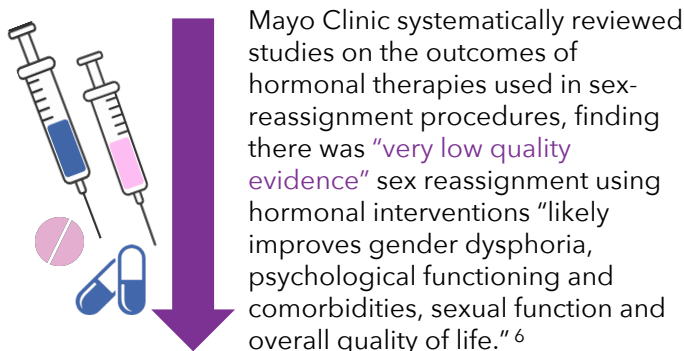 Mayo Clinic systematically reviewed
studies on the outcomes of
hormonal therapies used in sex-
reassignment procedures, finding
there was “very low quality
evidence” sex reassignment using
hormonal interventions “likely
improves gender dysphoria,
psychological functioning and
comorbidities, sexual function and
overall quality of life.” 6